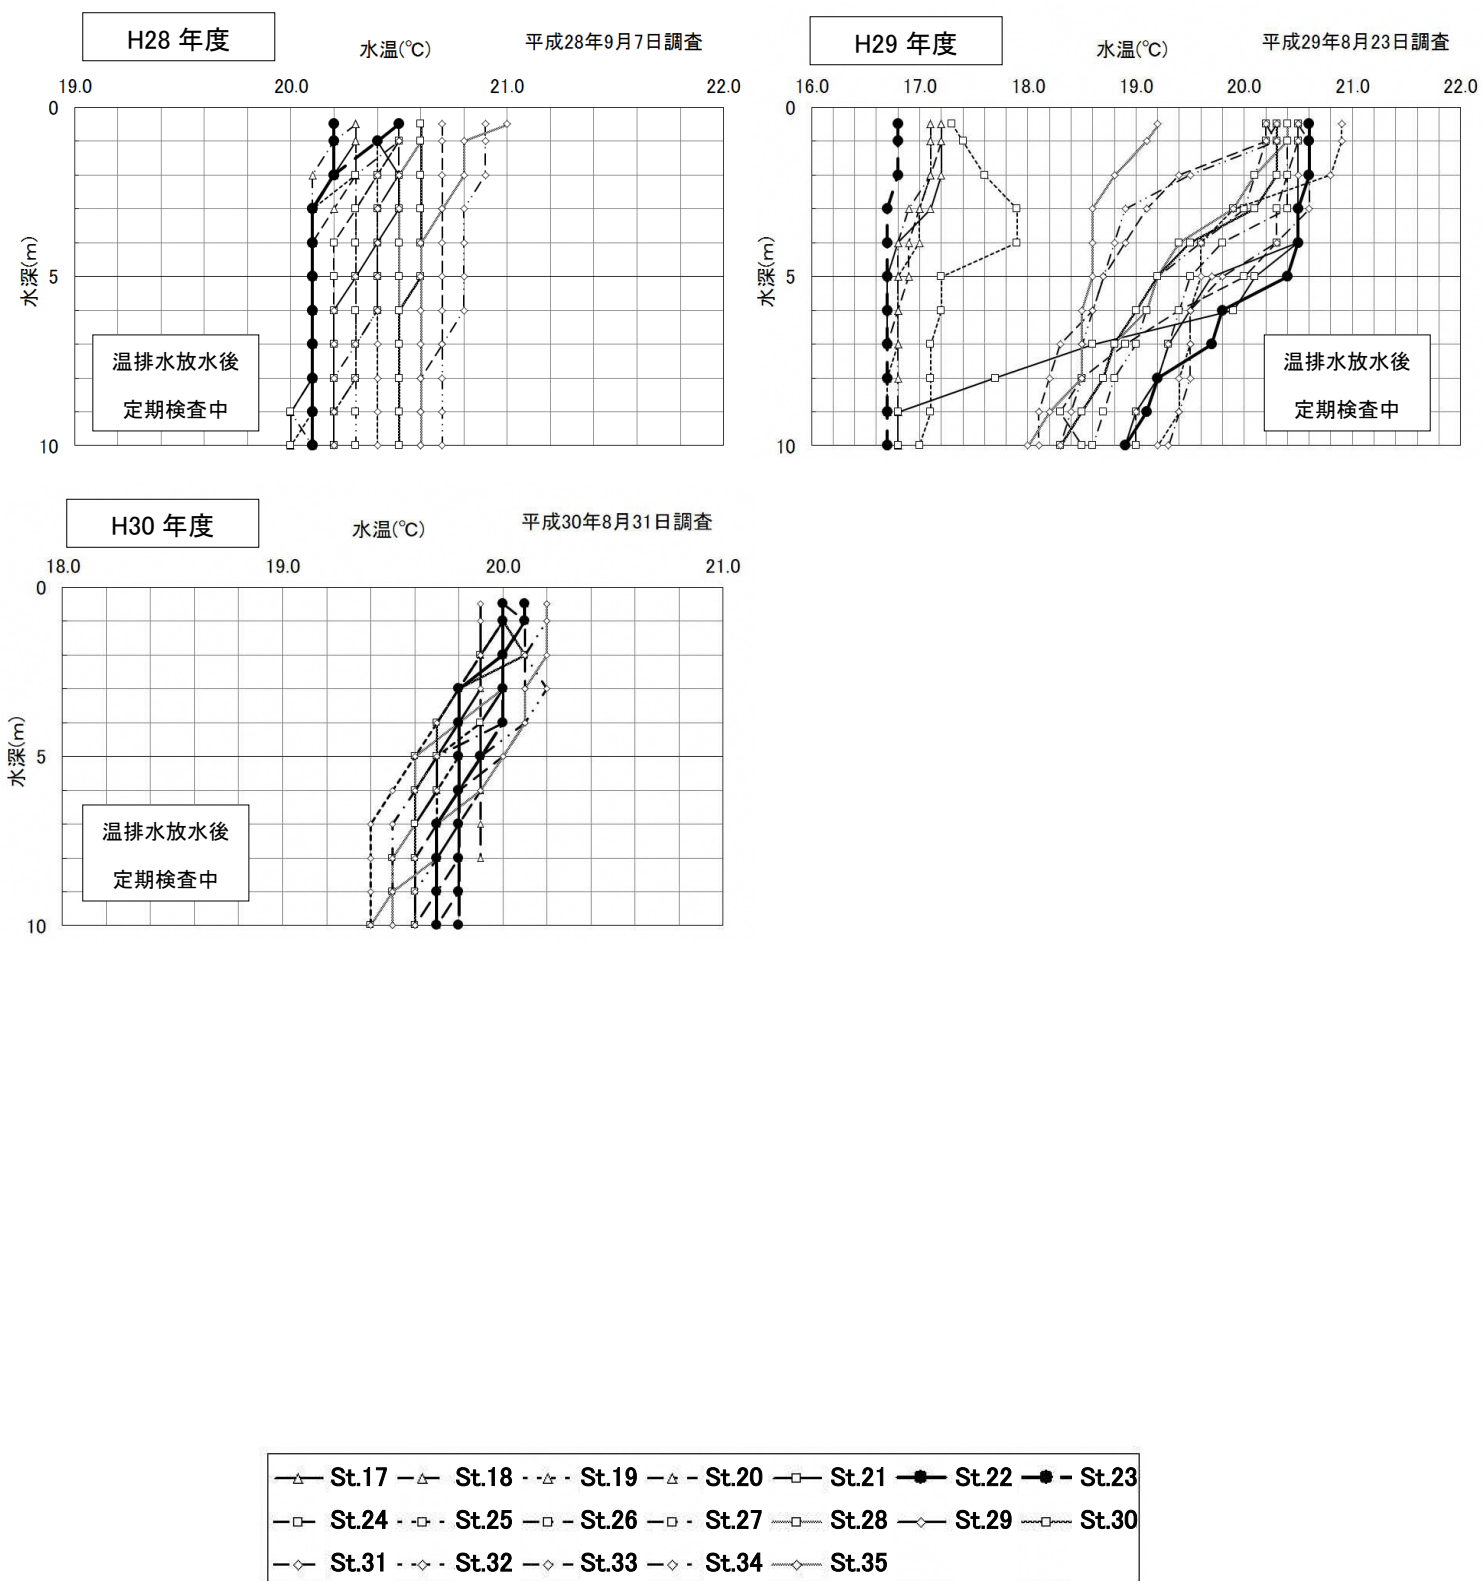 H28 年度
水温(℃)
平成28年9月7日調査
19.0 20.0 21.0 22.0
0
5
10
水深(m)
温排水放水後
定期検査中
H29 年度
水温(℃)
平成29年8月23日調査
16.0 17.0 18.0 19.0 20.0 21.0 22.0
0
5
10
水深(m)
温排水放水後
定期検査中
H30 年度
水温(℃)
平成30年8月31日調査
18.0 19.0 20.0 21.0
0
5
10
水深(m)
温排水放水後
定期検査中
St.17 St.18 St.19 St.20 St.21 St.22 St.23
St.24 St.25 St.26 St.27 St.28 St.29 St.30
St.31 St.32 St.33 St.34 St.35